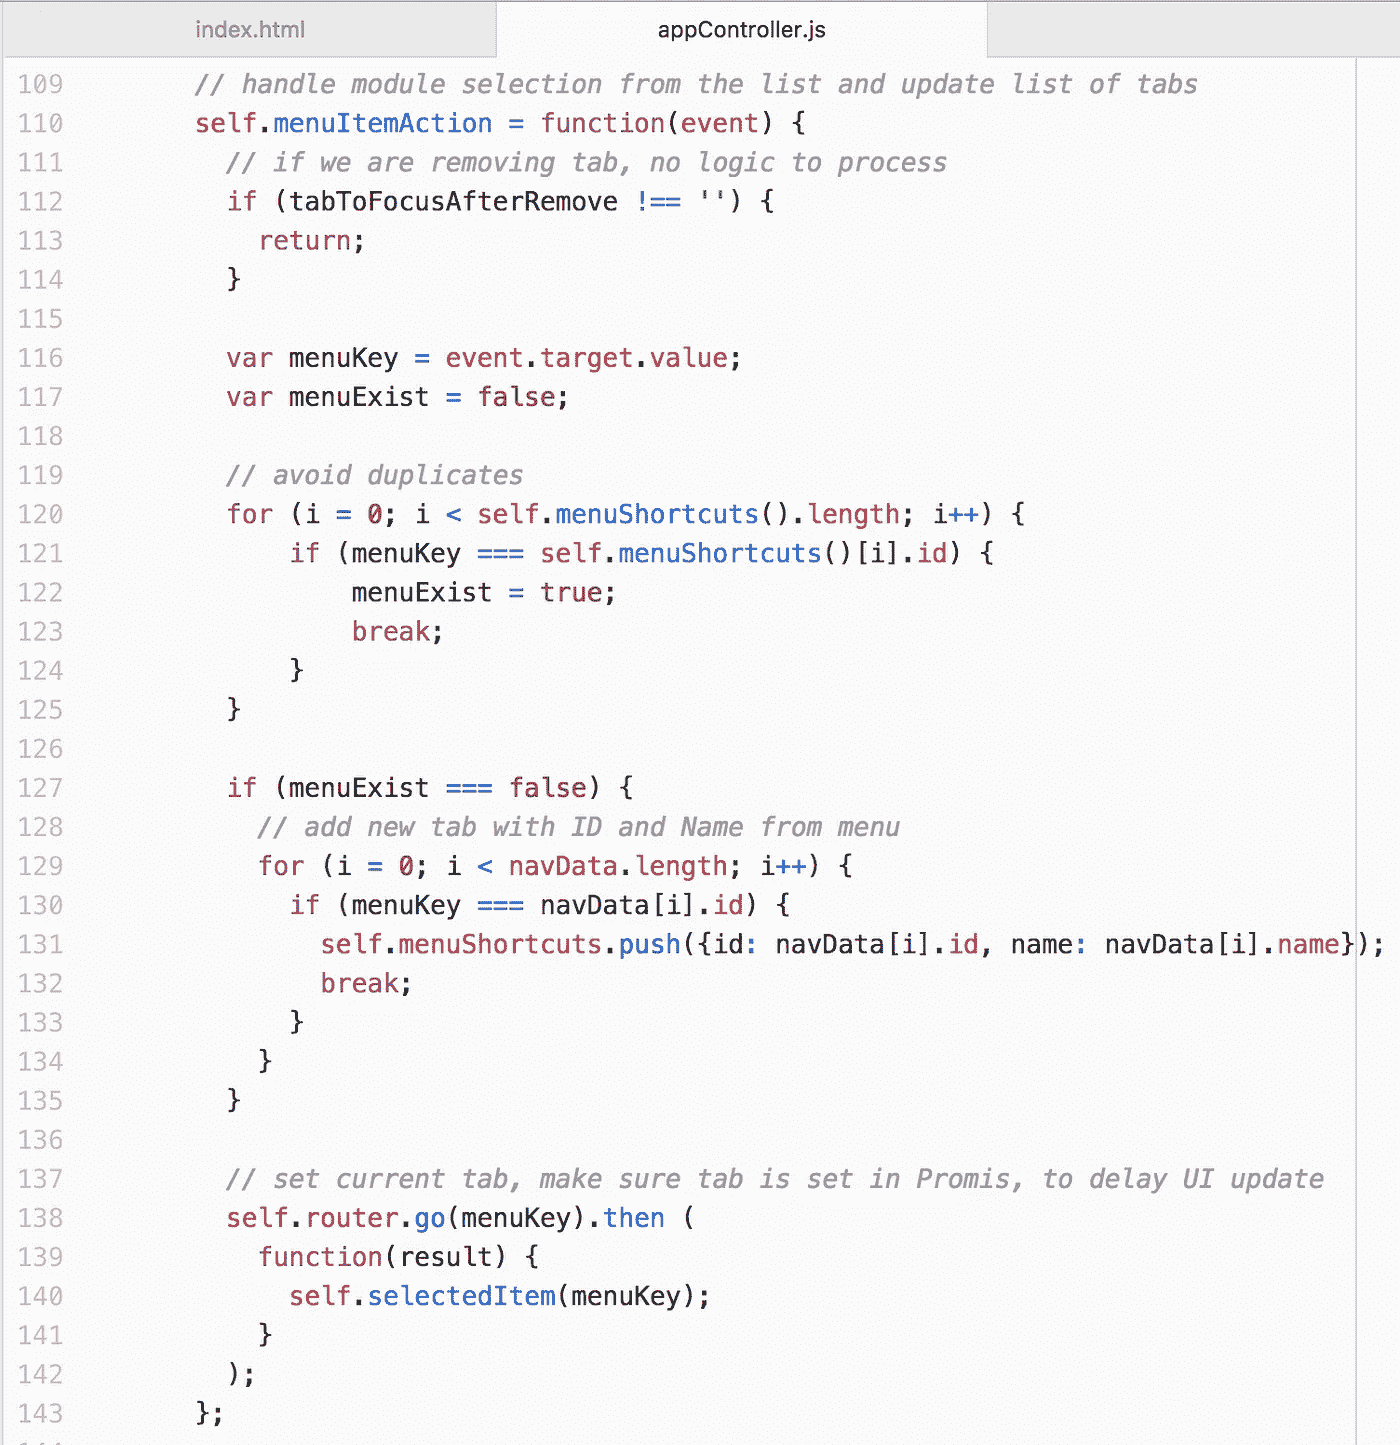 index.html appController.js
109 // handle module selection from the list and update list of tabs
110 self.menuItemAction = function(event) {
111 // if we are removing tab, no logic to process
112 if (tabToFocusAfterRemove !== '') {
113 return;
114 }
115
116 var menuKey = event.target.value;
117 var menuExist = false;
118
119 // avoid duplicates
120 for (i = 0; i < self.menuShortcuts().length; i++) {
121 if (menuKey === self.menuShortcuts()[i].id) {
122 menuExist = true;
123 break;
124 }
125 }
126
127 if (menuExist === false) {
128 // add new tab with ID and Name from menu
129 for (i = 0; i < navData.length; i++) {
130 if (menuKey === navData[i].id) {
131 self.menuShortcuts.push({id: navData[i].id, name: navData[i].name});
132 break;
133 }
134 }
135 }
136
137 // set current tab, make sure tab is set in Promis, to delay UI update
138 self.router.go(menuKey).then (
139 function(result) {
140 self.selectedItem(menuKey);
141 }
142 );
143 };